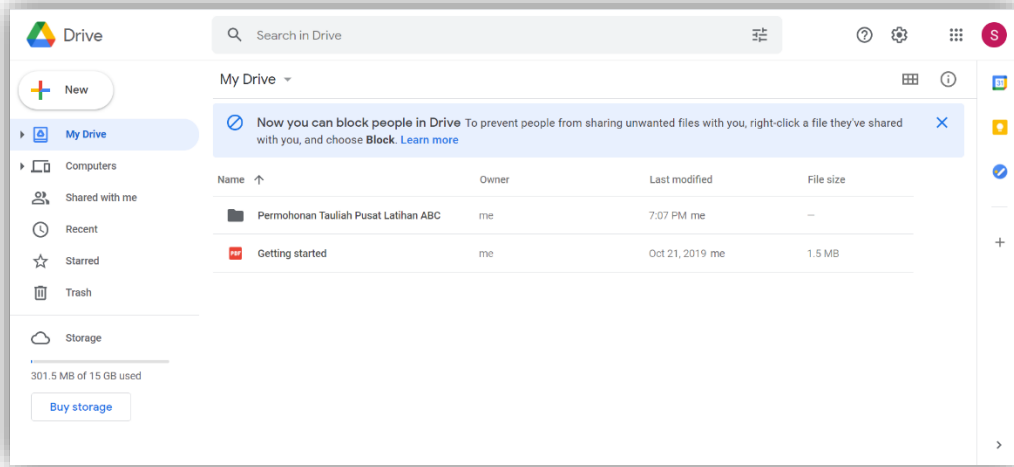 Drive
Search in Drive
S
New
My Drive
31
Now you can block people in Drive To prevent people from sharing unwanted files with you, right-click a file they've shared
with you, and choose Block. Learn more
My Drive
Computers
Shared with me
Recent
Starred
Trash
Storage
301.5 MB of 15 GB used
Buy storage
Name Owner Last modified File size
Permohonan Tauliah Pusat Latihan ABC me 7:07 PM me —
PDF Getting started me Oct 21, 2019 me 1.5 MB